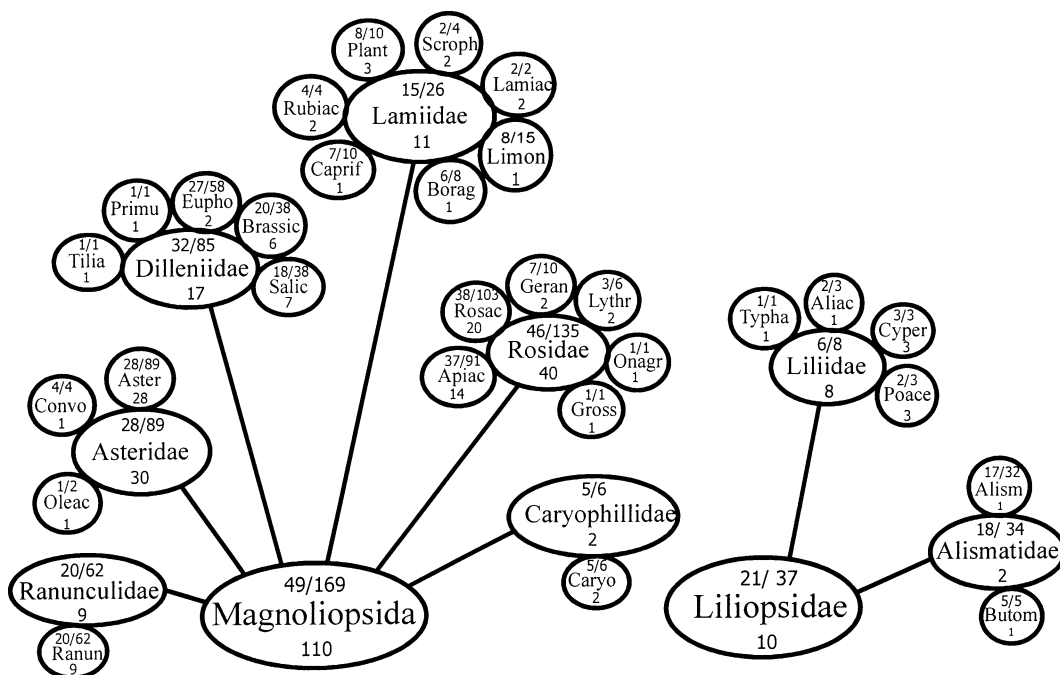 8/10
Plant
3
2/4
Scroph
2
2/2
Lamiac
2
4/4
Rubiac
2
15/26
Lamiidae
11
8/15
Limon
1
7/10
Caprif
1
6/8
Borag
1
1/1
Primu
1
27/58
Eupho
2
20/38
Brassic
6
1/1
Tilia
1
32/85
Dilleniidae
17
18/38
Salic
7
38/103
Rosac
20
7/10
Geran
2
3/6
Lythr
2
37/91
Apiac
14
46/135
Rosidae
40
1/1
Onagr
1
1/1
Gross
1
1/1
Typha
1
2/3
Aliac
1
3/3
Cyper
3
6/8
Liliidae
8
2/3
Poace
3
4/4
Convo
1
28/89
Aster
28
28/89
Asteridae
30
1/2
Oleac
1
5/6
Caryophillidae
2
5/6
Caryo
2
17/32
Alism
1
18/ 34
Alismatidae
2
5/5
Butom
1
20/62
Ranunculidae
9
20/62
Ranun
9
49/169
Magnoliopsida
110
21/ 37
Liliopsidae
10